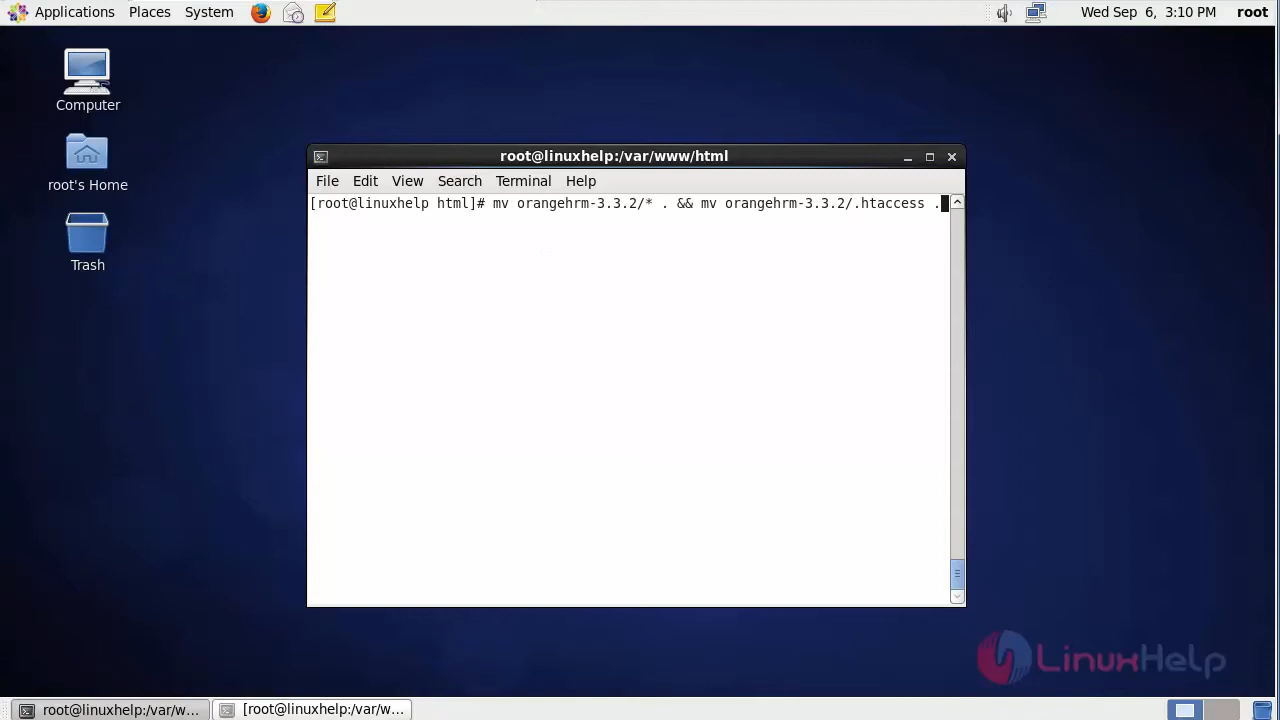 Applications Places System Wed Sep 6, 3:10 PM root
Computer
root's Home
Trash
root@linuxhelp:/var/www/html
File Edit View Search Terminal Help
[root@linuxhelp html]# mv orangehrm-3.3.2/* . && mv orangehrm-3.3.2/.htaccess .
LinuxHelp
root@linuxhelp:/var/w... [root@linuxhelp:/var/w...